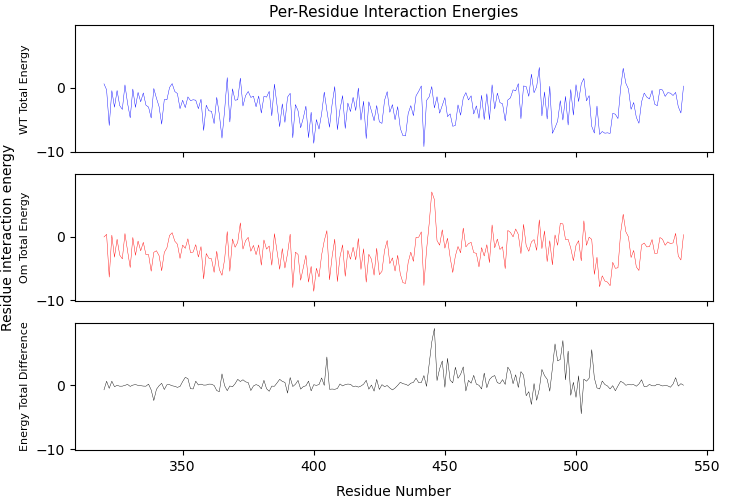 Per-Residue Interaction Energies
WT Total Energy
0
−10
Residue interaction energy
Om Total Energy
0
−10
Energy Total Difference
0
−10
350
400
450
500
550
Residue Number